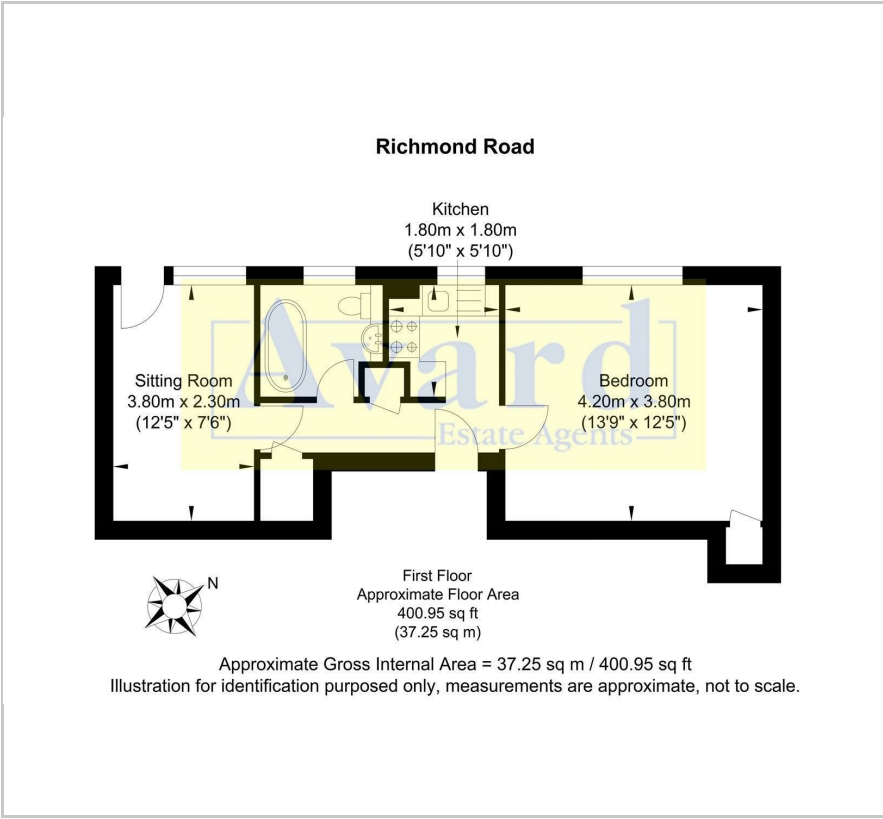 Richmond Road
Kitchen
1.80m x 1.80m
(5'10" x 5'10")
Avard
Estate Agents
Sitting Room
3.80m x 2.30m
(12'5" x 7'6")
Bedroom
4.20m x 3.80m
(13'9" x 12'5")
N
First Floor
Approximate Floor Area
400.95 sq ft
(37.25 sq m)
Approximate Gross Internal Area = 37.25 sq m / 400.95 sq ft
Illustration for identification purposed only, measurements are approximate, not to scale.